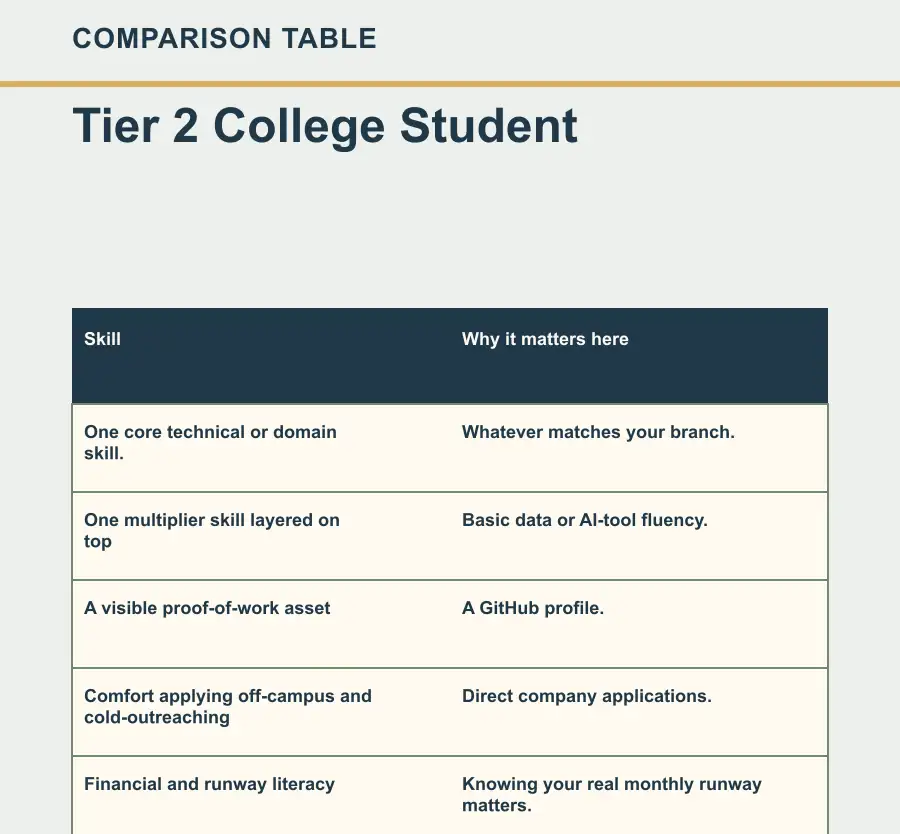 COMPARISON TABLE
Tier 2 College Student
Skill
Why it matters here
One core technical or domain
skill.
Whatever matches your branch.
One multiplier skill layered on
top
Basic data or AI-tool fluency.
A visible proof-of-work asset
A GitHub profile.
Comfort applying off-campus and
cold-outreaching
Direct company applications.
Financial and runway literacy
Knowing your real monthly runway
matters.